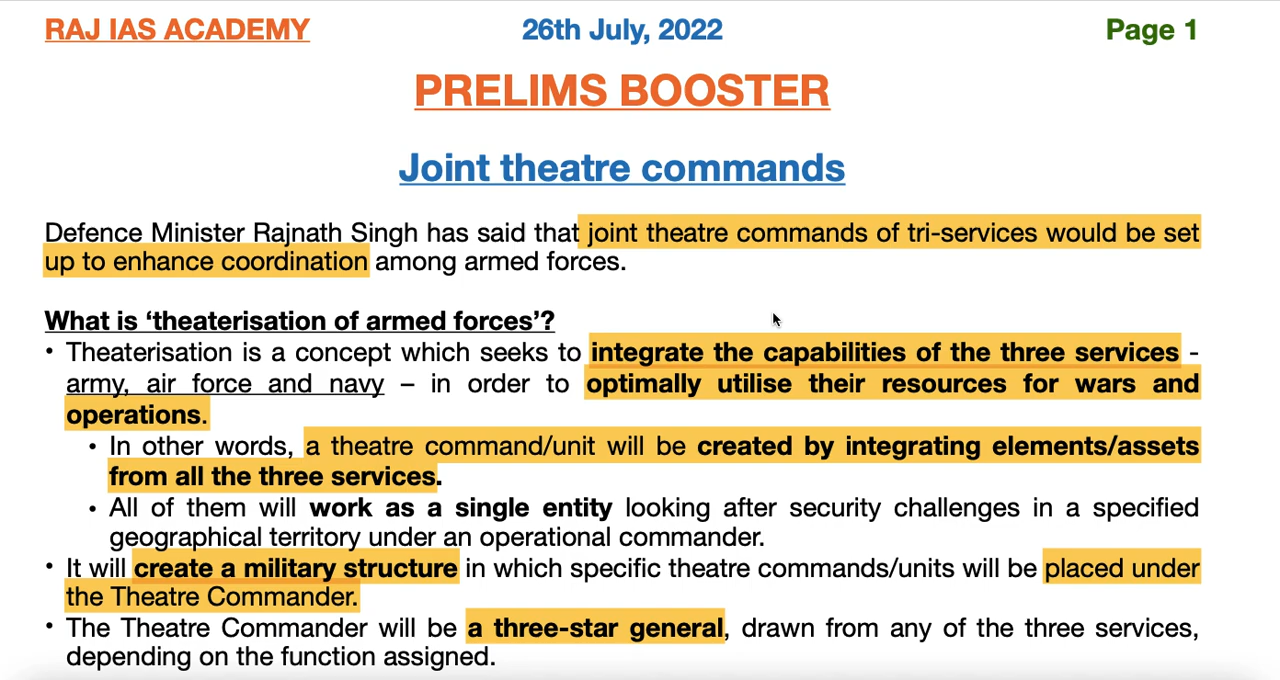 RAJ IAS ACADEMY 26th July, 2022 Page 1
PRELIMS BOOSTER
Joint theatre commands
Defence Minister Rajnath Singh has said that joint theatre commands of tri-services would be set
up to enhance coordination among armed forces.
What is ‘theaterisation of armed forces’?
• Theaterisation is a concept which seeks to integrate the capabilities of the three services -
army, air force and navy – in order to optimally utilise their resources for wars and
operations.
• In other words, a theatre command/unit will be created by integrating elements/assets
from all the three services.
• All of them will work as a single entity looking after security challenges in a specified
geographical territory under an operational commander.
• It will create a military structure in which specific theatre commands/units will be placed under
the Theatre Commander.
• The Theatre Commander will be a three-star general, drawn from any of the three services,
depending on the function assigned.